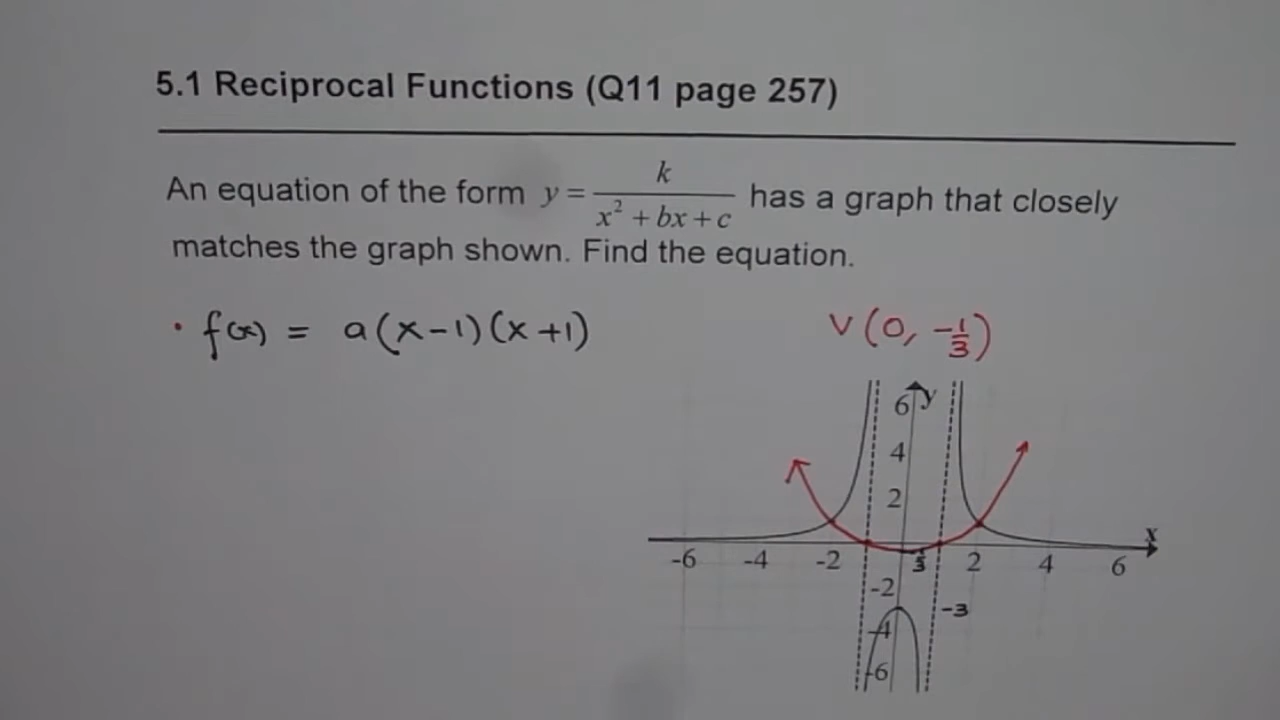 5.1 Reciprocal Functions (Q11 page 257)
An equation of the form y = k / (x² + bx + c) has a graph that closely
matches the graph shown. Find the equation.
· f(x) = a(x-1)(x+1)
V(0, -1/3)
6 y
4
2
x
-6 -4 -2 1/3 2 4 6
-2
-3
-4
-6